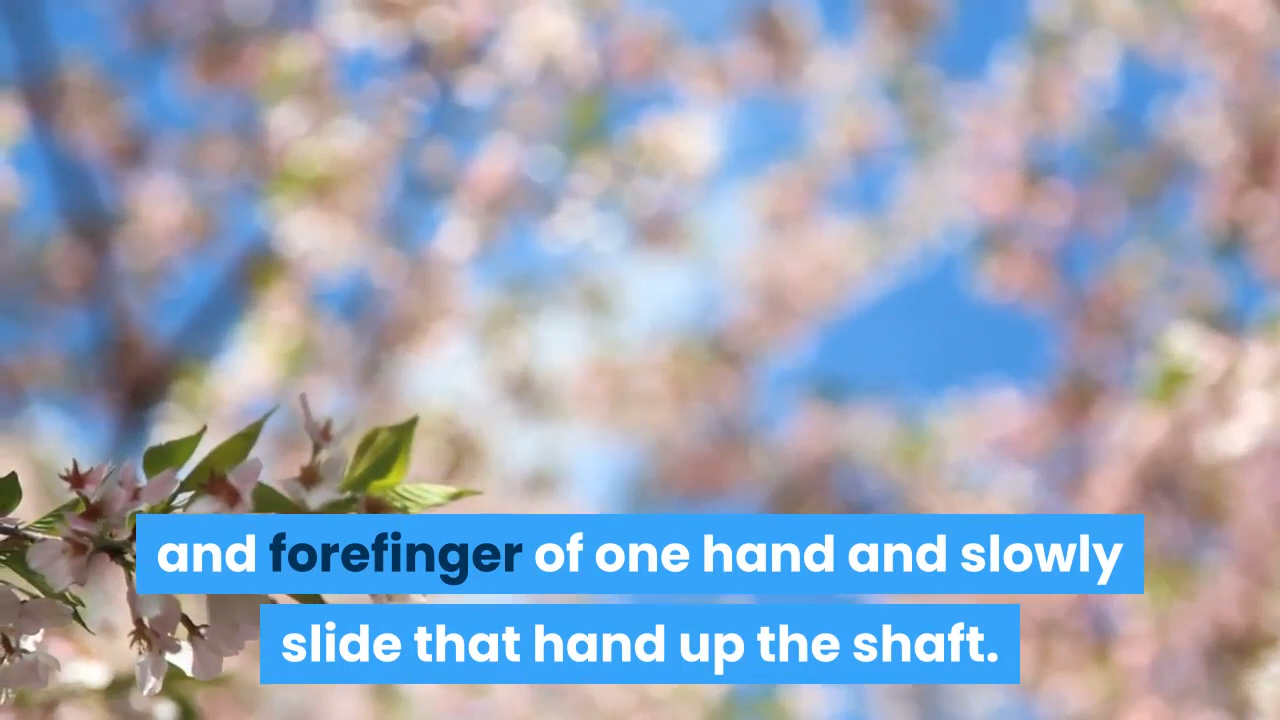 and forefinger of one hand and slowly
slide that hand up the shaft.